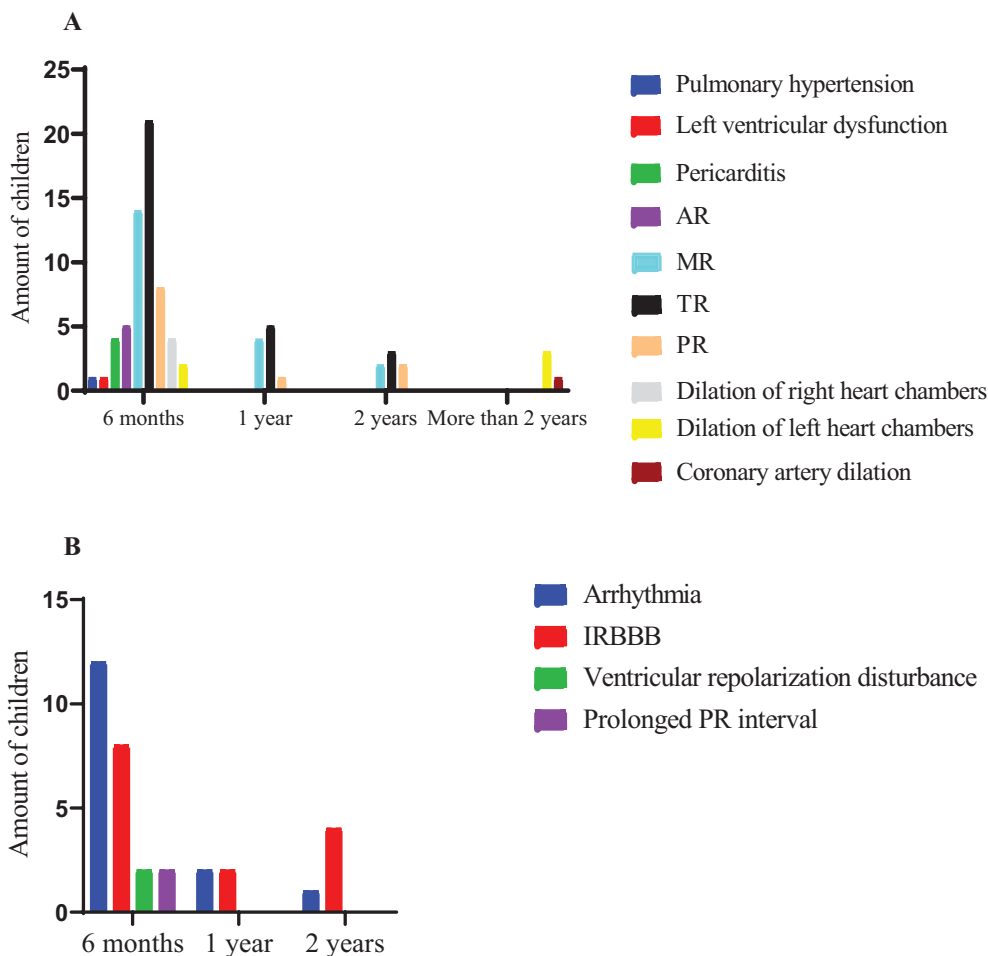 A
25
20
15
10
5
0
Amount of children
6 months
1 year
2 years
More than 2 years
Pulmonary hypertension
Left ventricular dysfunction
Pericarditis
AR
MR
TR
PR
Dilation of right heart chambers
Dilation of left heart chambers
Coronary artery dilation
B
15
10
5
0
Amount of children
6 months
1 year
2 years
Arrhythmia
IRBBB
Ventricular repolarization disturbance
Prolonged PR interval